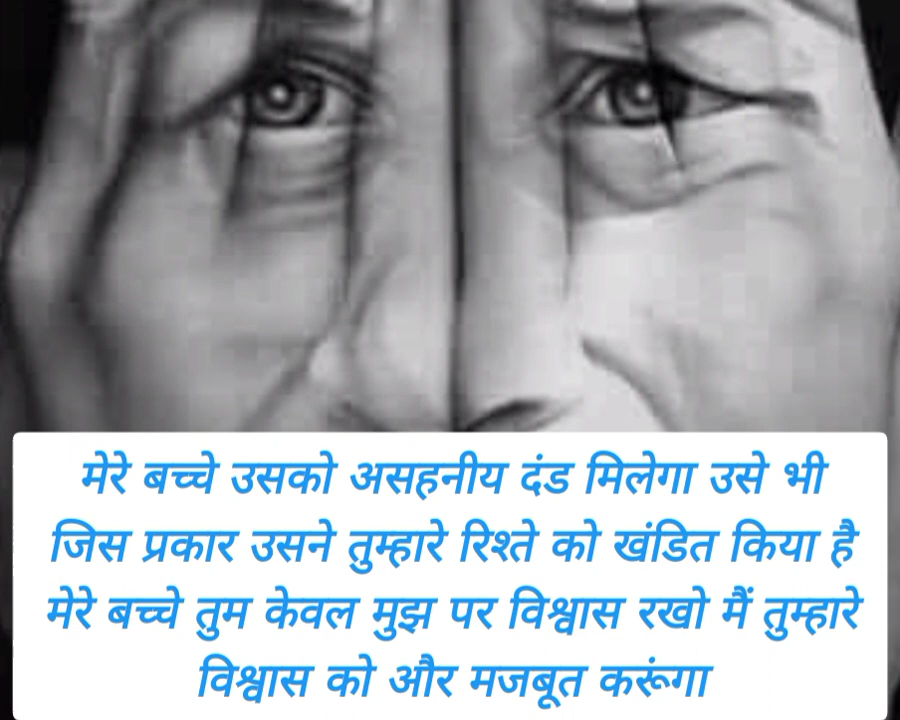 मेरे बच्चे उसको असहनीय दंड मिलेगा उसे भी
जिस प्रकार उसने तुम्हारे रिश्ते को खंडित किया है
मेरे बच्चे तुम केवल मुझ पर विश्वास रखो मैं तुम्हारे
विश्वास को और मजबूत करूंगा